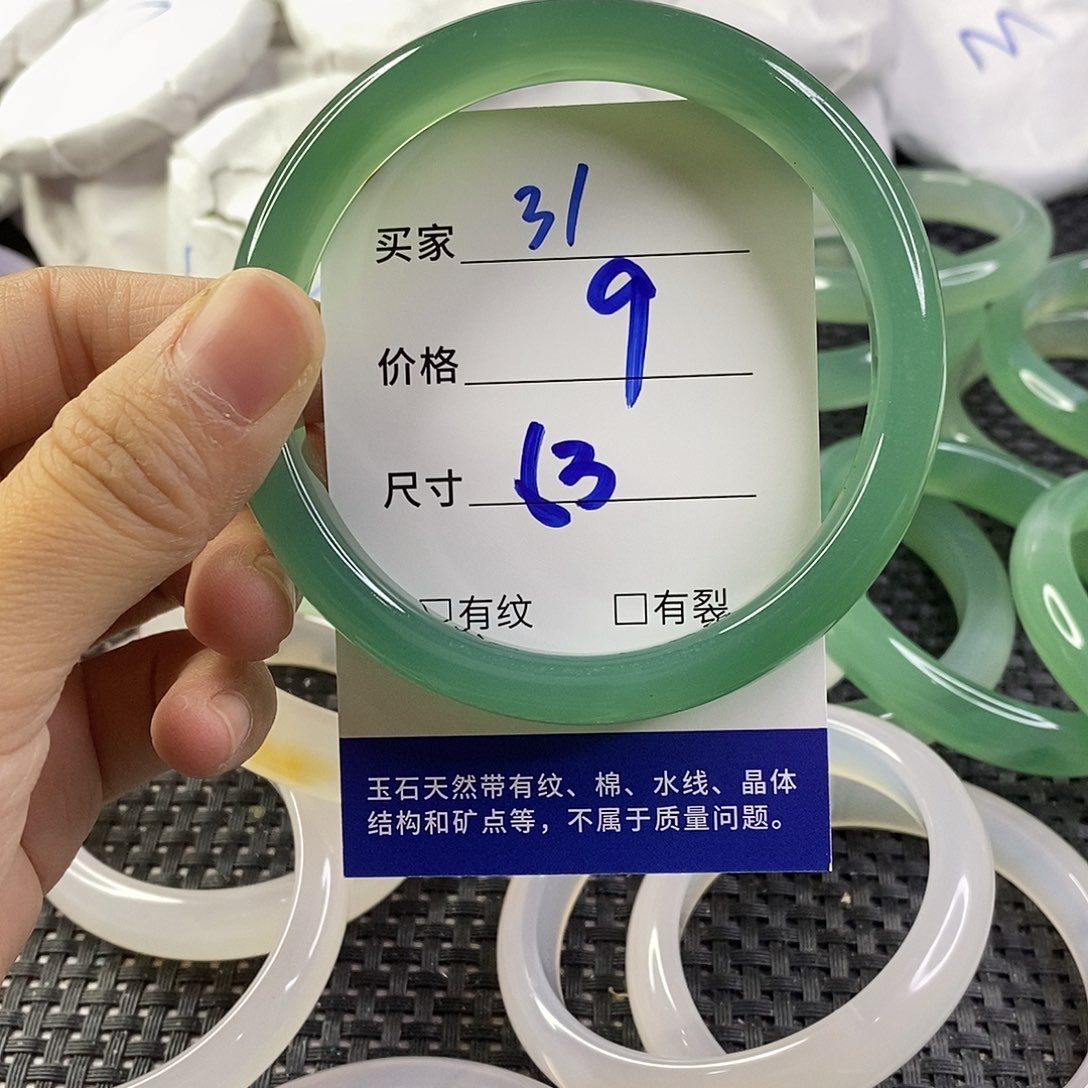 买家 31
价格 9
尺寸 63
有纹 有裂
玉石天然带有纹、棉、水线、晶体
结构和矿点等，不属于质量问题。